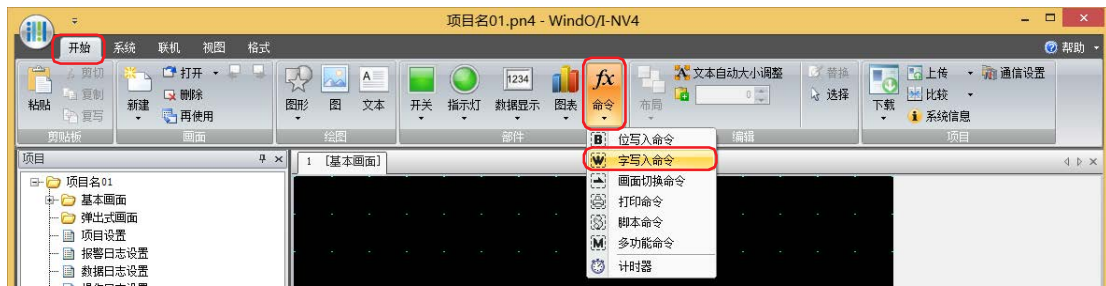 项目名01.pn4 - WindO/I-NV4
开始 系统 联机 视图 格式 帮助
粘贴 剪切 复制 复写
剪贴板
新建 打开 删除 再使用
画面
图形 图 A 文本
绘图
开关 指示灯 1234 数据显示 图表 fx 命令
部件
布局 文本自动大小调整 0 替换 选择
编辑
下载 上传 比较 系统信息 通信设置
项目
B 位写入命令
W 字写入命令
画面切换命令
打印命令
脚本命令
M 多功能命令
计时器
项目
1 [基本画面]
项目名01
基本画面
弹出式画面
项目设置
报警日志设置
数据日志设置